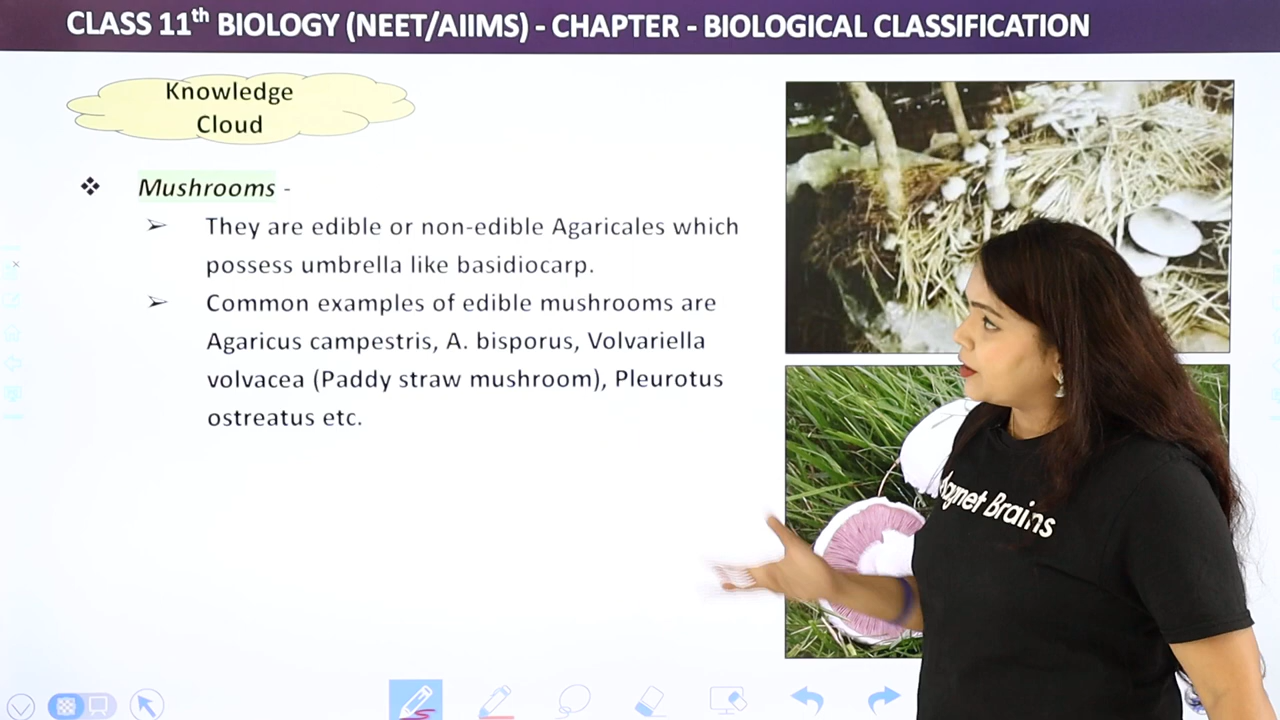 CLASS 11th BIOLOGY (NEET/AIIMS) - CHAPTER - BIOLOGICAL CLASSIFICATION
Knowledge
Cloud
❖ Mushrooms -
➢ They are edible or non-edible Agaricales which
possess umbrella like basidiocarp.
➢ Common examples of edible mushrooms are
Agaricus campestris, A. bisporus, Volvariella
volvacea (Paddy straw mushroom), Pleurotus
ostreatus etc.
Brains